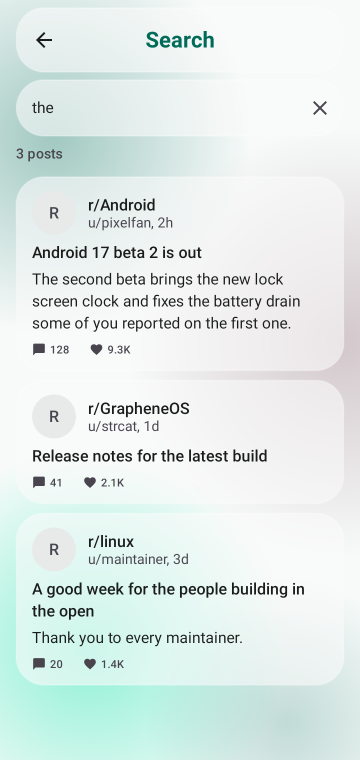 Search
the
3 posts
R
r/Android
u/pixelfan, 2h
Android 17 beta 2 is out
The second beta brings the new lock
screen clock and fixes the battery drain
some of you reported on the first one.
128 9.3K
R
r/GrapheneOS
u/strcat, 1d
Release notes for the latest build
41 2.1K
R
r/linux
u/maintainer, 3d
A good week for the people building in
the open
Thank you to every maintainer.
20 1.4K